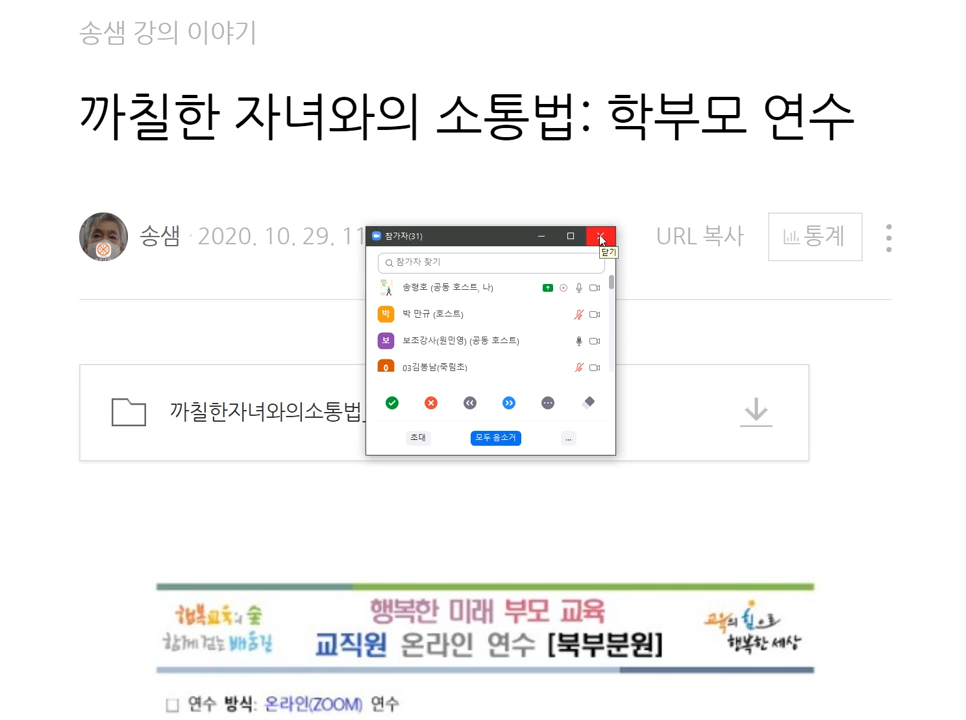 송샘 강의 이야기
까칠한 자녀와의 소통법: 학부모 연수
송샘 · 2020. 10. 29. 11
URL 복사
통계
참가자(31)
닫기
참가자 찾기
송형호 (공동 호스트, 나)
박 박 만규 (호스트)
보 보조강사(원민영) (공동 호스트)
0 03김봉남(죽림초)
초대
모두 음소거
...
까칠한자녀와의소통법_
행복교육의 숲
함께 걷는 배움길
행복한 미래 부모 교육
교직원 온라인 연수 [북부분원]
교육의 힘으로
행복한 세상
□ 연수 방식: 온라인(ZOOM) 연수